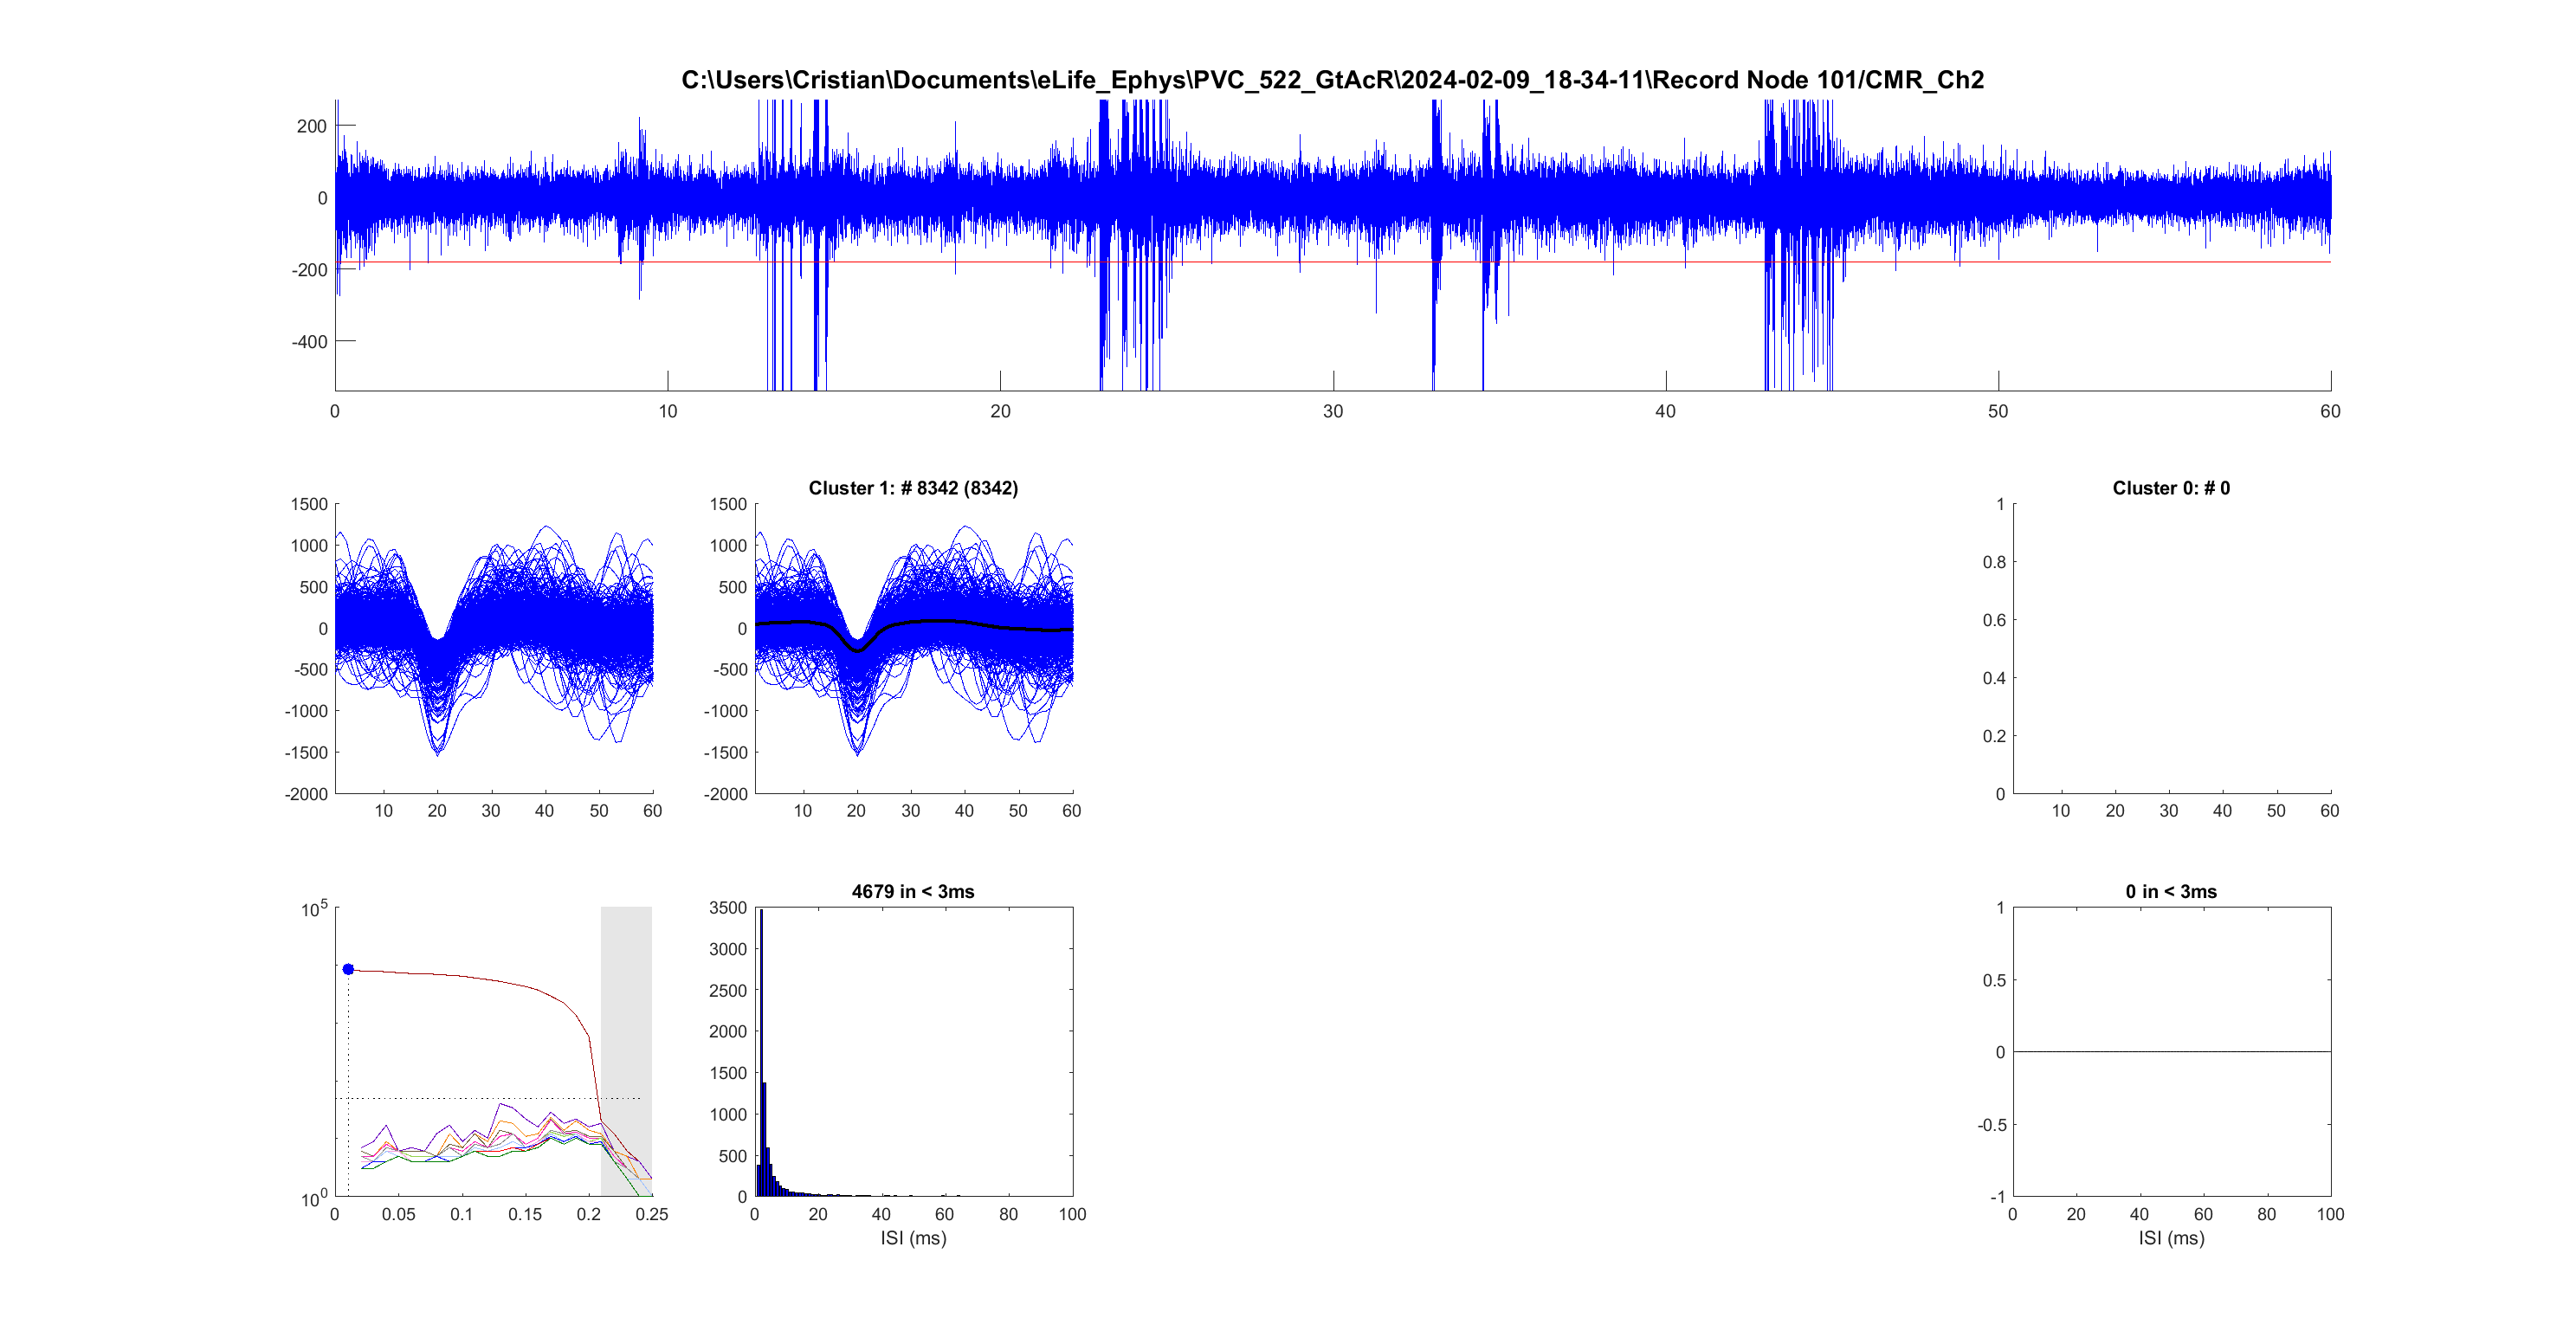 C:\Users\Cristian\Documents\eLife_Ephys\PVC_522_GtAcR\2024-02-09_18-34-11\Record Node 101/CMR_Ch2
200
0
-200
-400
0 10 20 30 40 50 60
Cluster 1: # 8342 (8342)
Cluster 0: # 0
1500
1000
500
0
-500
-1000
-1500
-2000
10 20 30 40 50 60
1500
1000
500
0
-500
-1000
-1500
-2000
10 20 30 40 50 60
1
0.8
0.6
0.4
0.2
0
10 20 30 40 50 60
4679 in < 3ms
0 in < 3ms
10^5
10^0
0 0.05 0.1 0.15 0.2 0.25
3500
3000
2500
2000
1500
1000
500
0
0 20 40 60 80 100
ISI (ms)
1
0.5
0
-0.5
-1
0 20 40 60 80 100
ISI (ms)